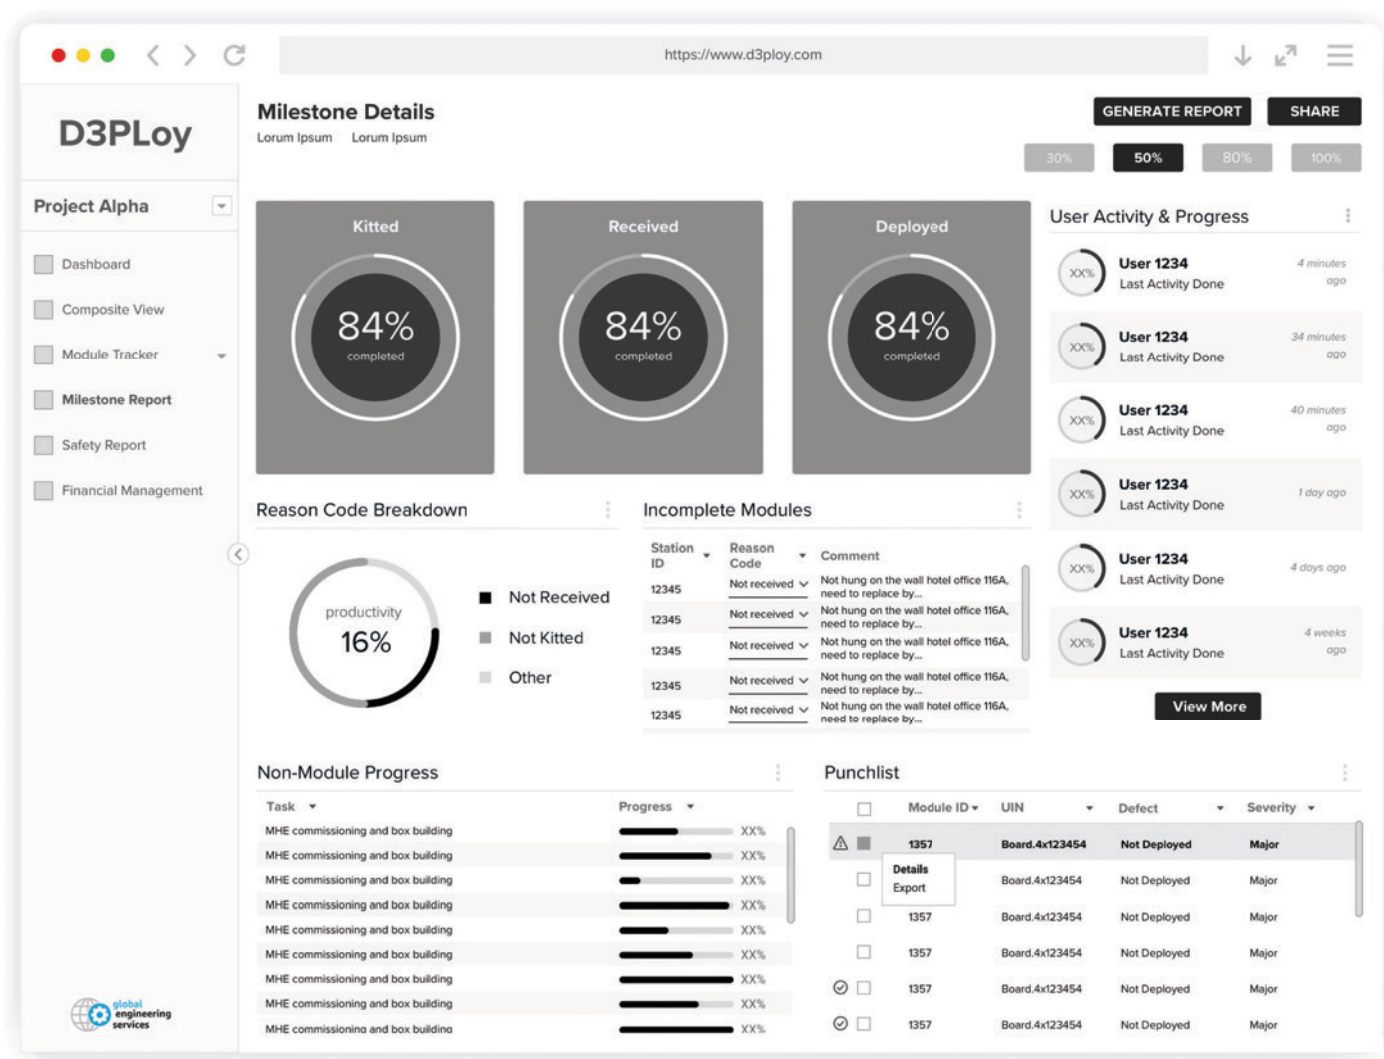 https://www.d3ploy.com
D3PLoy
Project Alpha
Dashboard
Composite View
Module Tracker
Milestone Report
Safety Report
Financial Management
global
engineering
services
Milestone Details
Lorum Ipsum Lorum Ipsum
GENERATE REPORT SHARE
30% 50% 80% 100%
Kitted
84%
completed
Received
84%
completed
Deployed
84%
completed
User Activity & Progress
XX% User 1234 4 minutes
Last Activity Done ago
XX% User 1234 34 minutes
Last Activity Done ago
XX% User 1234 40 minutes
Last Activity Done ago
XX% User 1234 1 day ago
Last Activity Done
XX% User 1234 4 days ago
Last Activity Done
XX% User 1234 4 weeks
Last Activity Done ago
View More
Reason Code Breakdown
productivity
16%
Not Received
Not Kitted
Other
Incomplete Modules
Station Reason Comment
ID Code
12345 Not received Not hung on the wall hotel office 116A,
need to replace by...
12345 Not received Not hung on the wall hotel office 116A,
need to replace by...
12345 Not received Not hung on the wall hotel office 116A,
need to replace by...
12345 Not received Not hung on the wall hotel office 116A,
need to replace by...
12345 Not received Not hung on the wall hotel office 116A,
need to replace by...
Non-Module Progress
Task Progress
MHE commissioning and box building XX%
MHE commissioning and box building XX%
MHE commissioning and box building XX%
MHE commissioning and box building XX%
MHE commissioning and box building XX%
MHE commissioning and box building XX%
MHE commissioning and box building XX%
MHE commissioning and box building XX%
MHE commissioning and box building XX%
Punchlist
Module ID UIN Defect Severity
1357 Board.4x123454 Not Deployed Major
Details
Export
Board.4x123454 Not Deployed Major
1357 Board.4x123454 Not Deployed Major
1357 Board.4x123454 Not Deployed Major
1357 Board.4x123454 Not Deployed Major
1357 Board.4x123454 Not Deployed Major